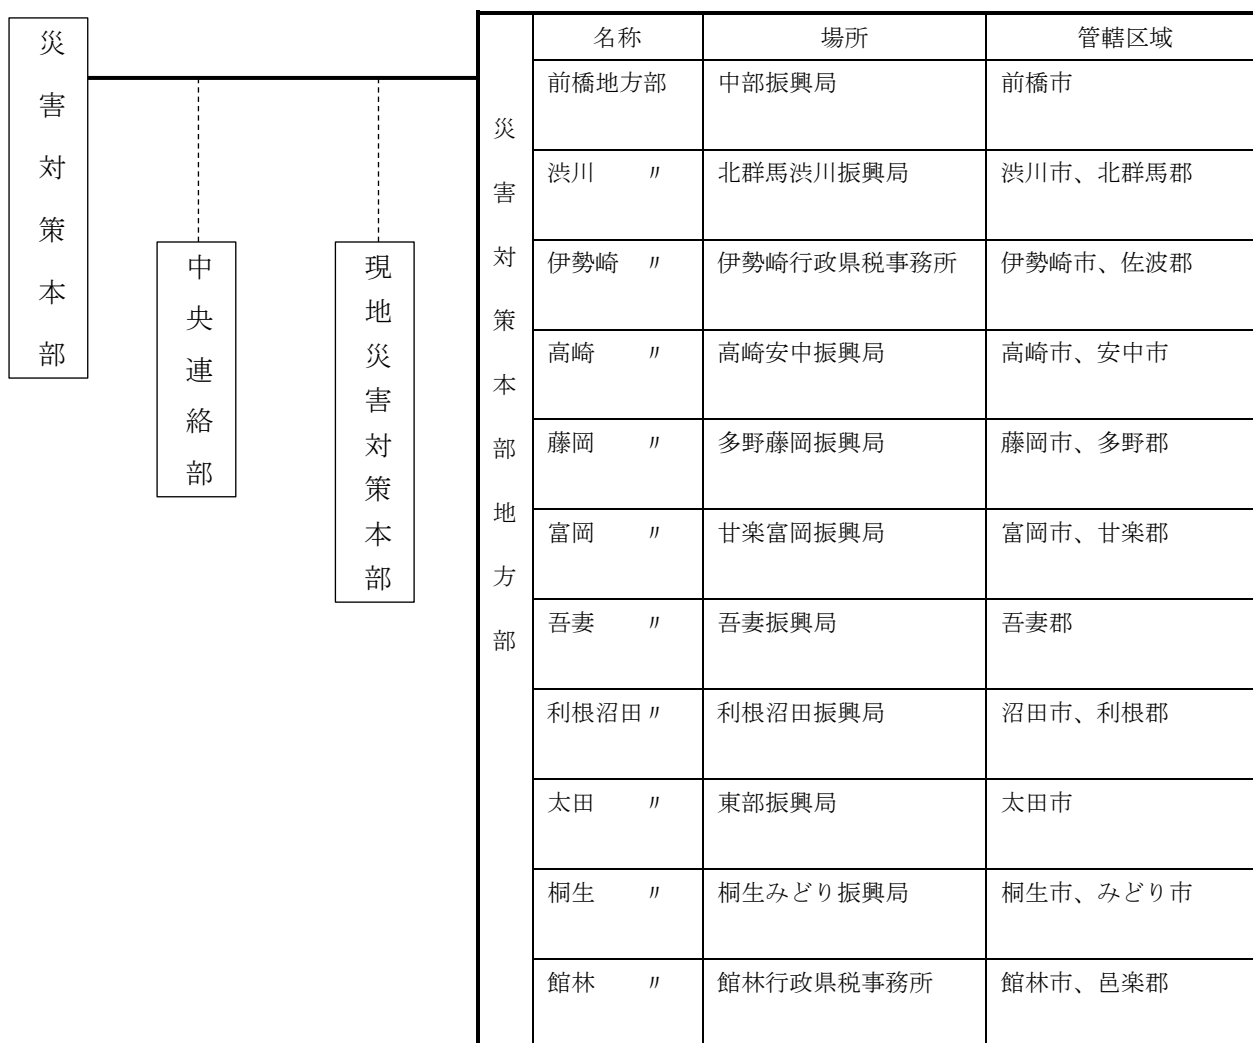 災害対策本部
中央連絡部
現地災害対策本部
災害対策本部地方部
名称 場所 管轄区域
前橋地方部 中部振興局 前橋市
渋川 〃 北群馬渋川振興局 渋川市、北群馬郡
伊勢崎 〃 伊勢崎行政県税事務所 伊勢崎市、佐波郡
高崎 〃 高崎安中振興局 高崎市、安中市
藤岡 〃 多野藤岡振興局 藤岡市、多野郡
富岡 〃 甘楽富岡振興局 富岡市、甘楽郡
吾妻 〃 吾妻振興局 吾妻郡
利根沼田〃 利根沼田振興局 沼田市、利根郡
太田 〃 東部振興局 太田市
桐生 〃 桐生みどり振興局 桐生市、みどり市
館林 〃 館林行政県税事務所 館林市、邑楽郡